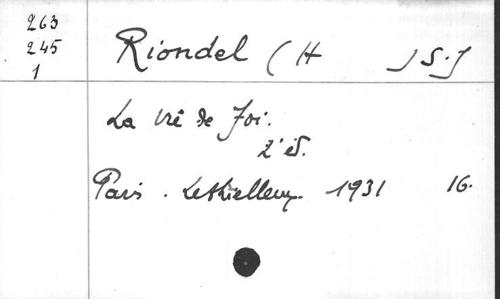 263
245
1
Riondel (H ) S.J
La vie de Foi.
2' éd.
Paris. Lethielleux. 1931 16.